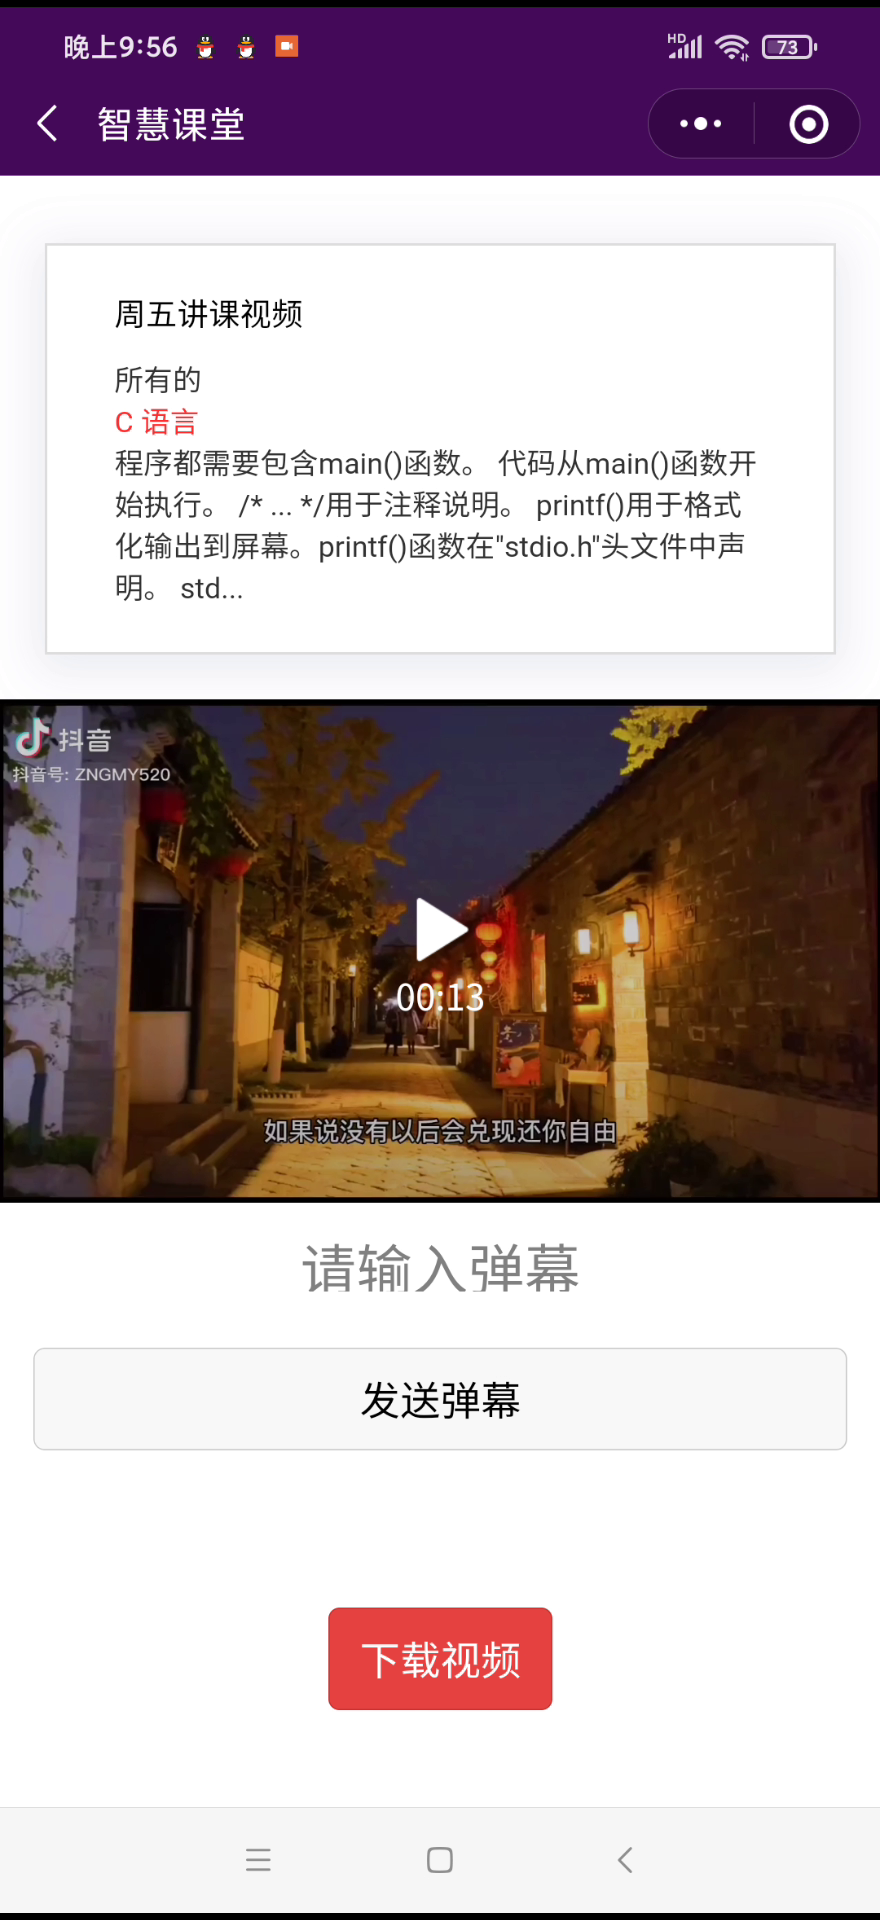 晚上9:56
HD
73
智慧课堂
周五讲课视频
所有的
C 语言
程序都需要包含main()函数。 代码从main()函数开
始执行。 /* ... */用于注释说明。 printf()用于格式
化输出到屏幕。printf()函数在"stdio.h"头文件中声
明。 std...
抖音
抖音号: ZNGMY520
00:13
如果说没有以后会兑现还你自由
请输入弹幕
发送弹幕
下载视频